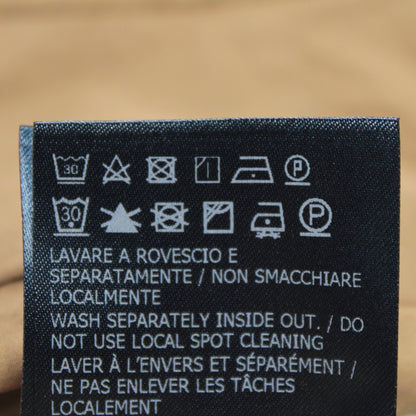 30
P
30
P
LAVARE A ROVESCIO E
SEPARATAMENTE / NON SMACCHIARE
LOCALMENTE
WASH SEPARATELY INSIDE OUT. / DO
NOT USE LOCAL SPOT CLEANING
LAVER À L'ENVERS ET SÉPARÉMENT /
NE PAS ENLEVER LES TÂCHES
LOCALEMENT